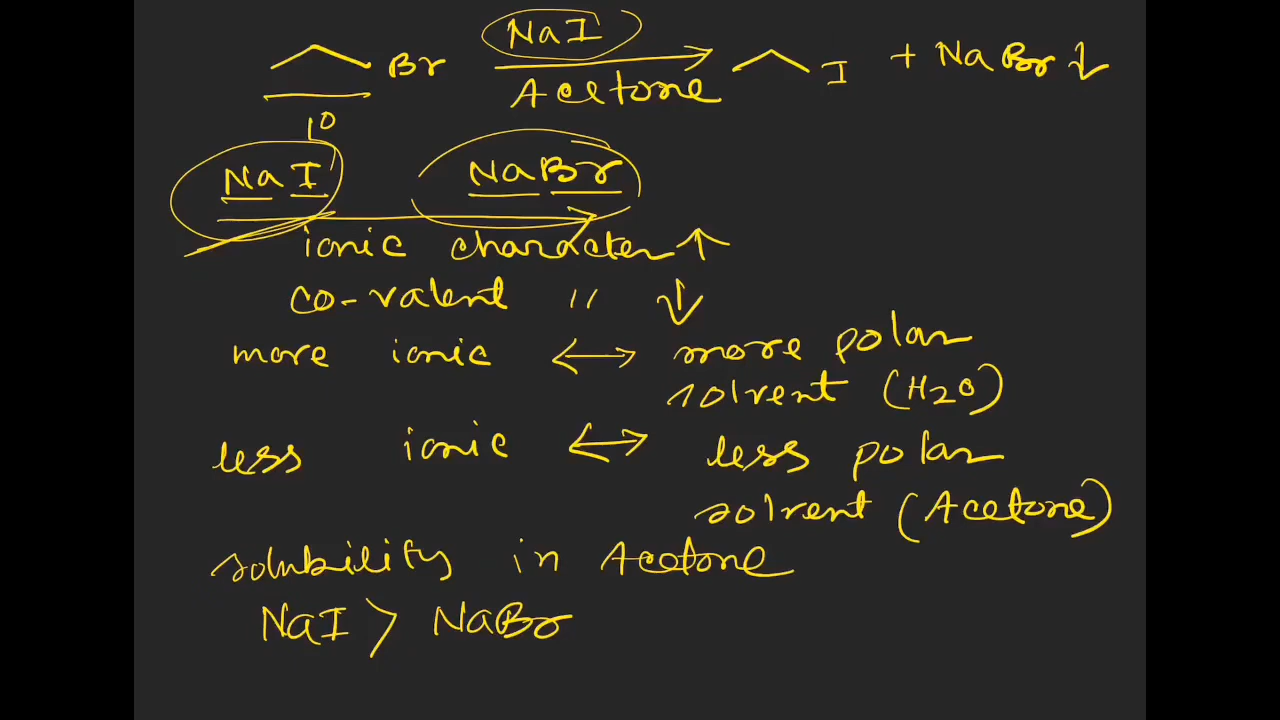 Br NaI Acetone I + NaBr ↓
1°
NaI NaBr
ionic character ↑
co-valent " ↓
more ionic ↔ more polar
solvent (H2O)
less ionic ↔ less polar
solvent (Acetone)
solubility in Acetone
NaI > NaBr